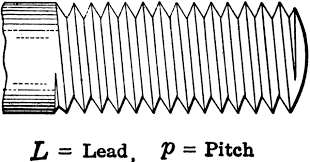 L = Lead, p = Pitch